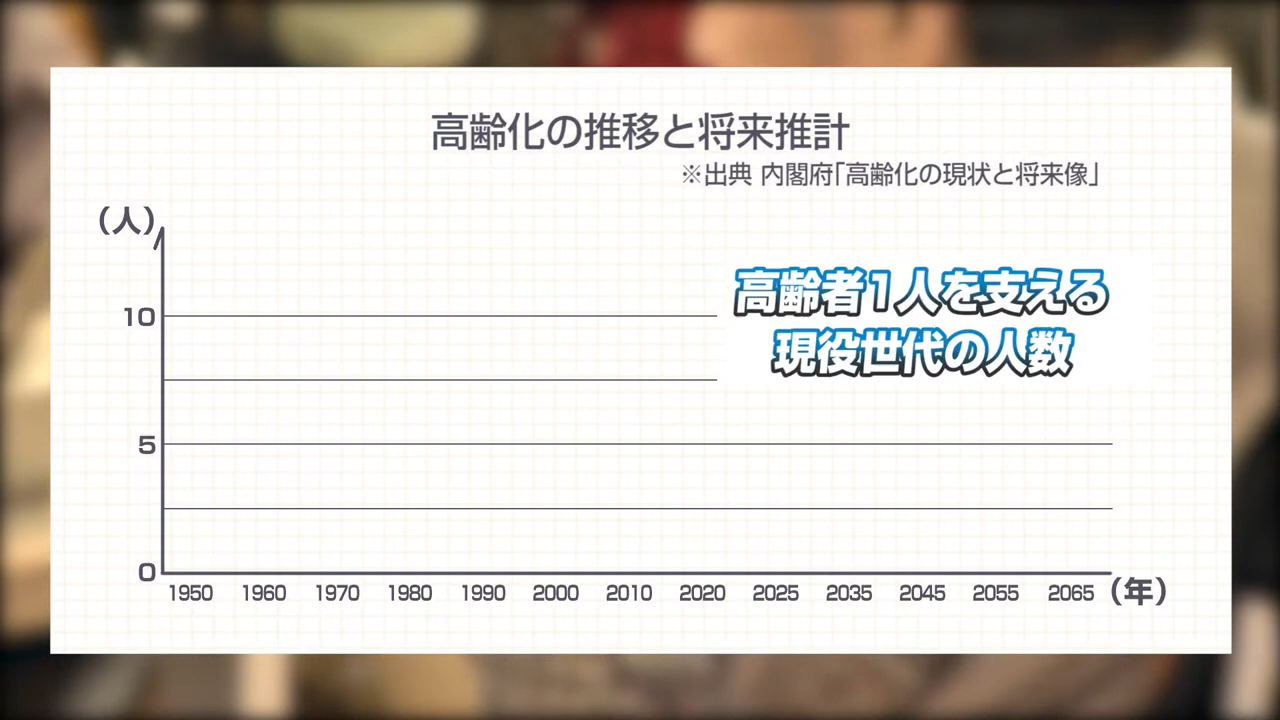 高齢化の推移と将来推計
※出典 内閣府「高齢化の現状と将来像」
(人)
高齢者1人を支える
現役世代の人数
10
5
0
1950 1960 1970 1980 1990 2000 2010 2020 2025 2035 2045 2055 2065 (年)